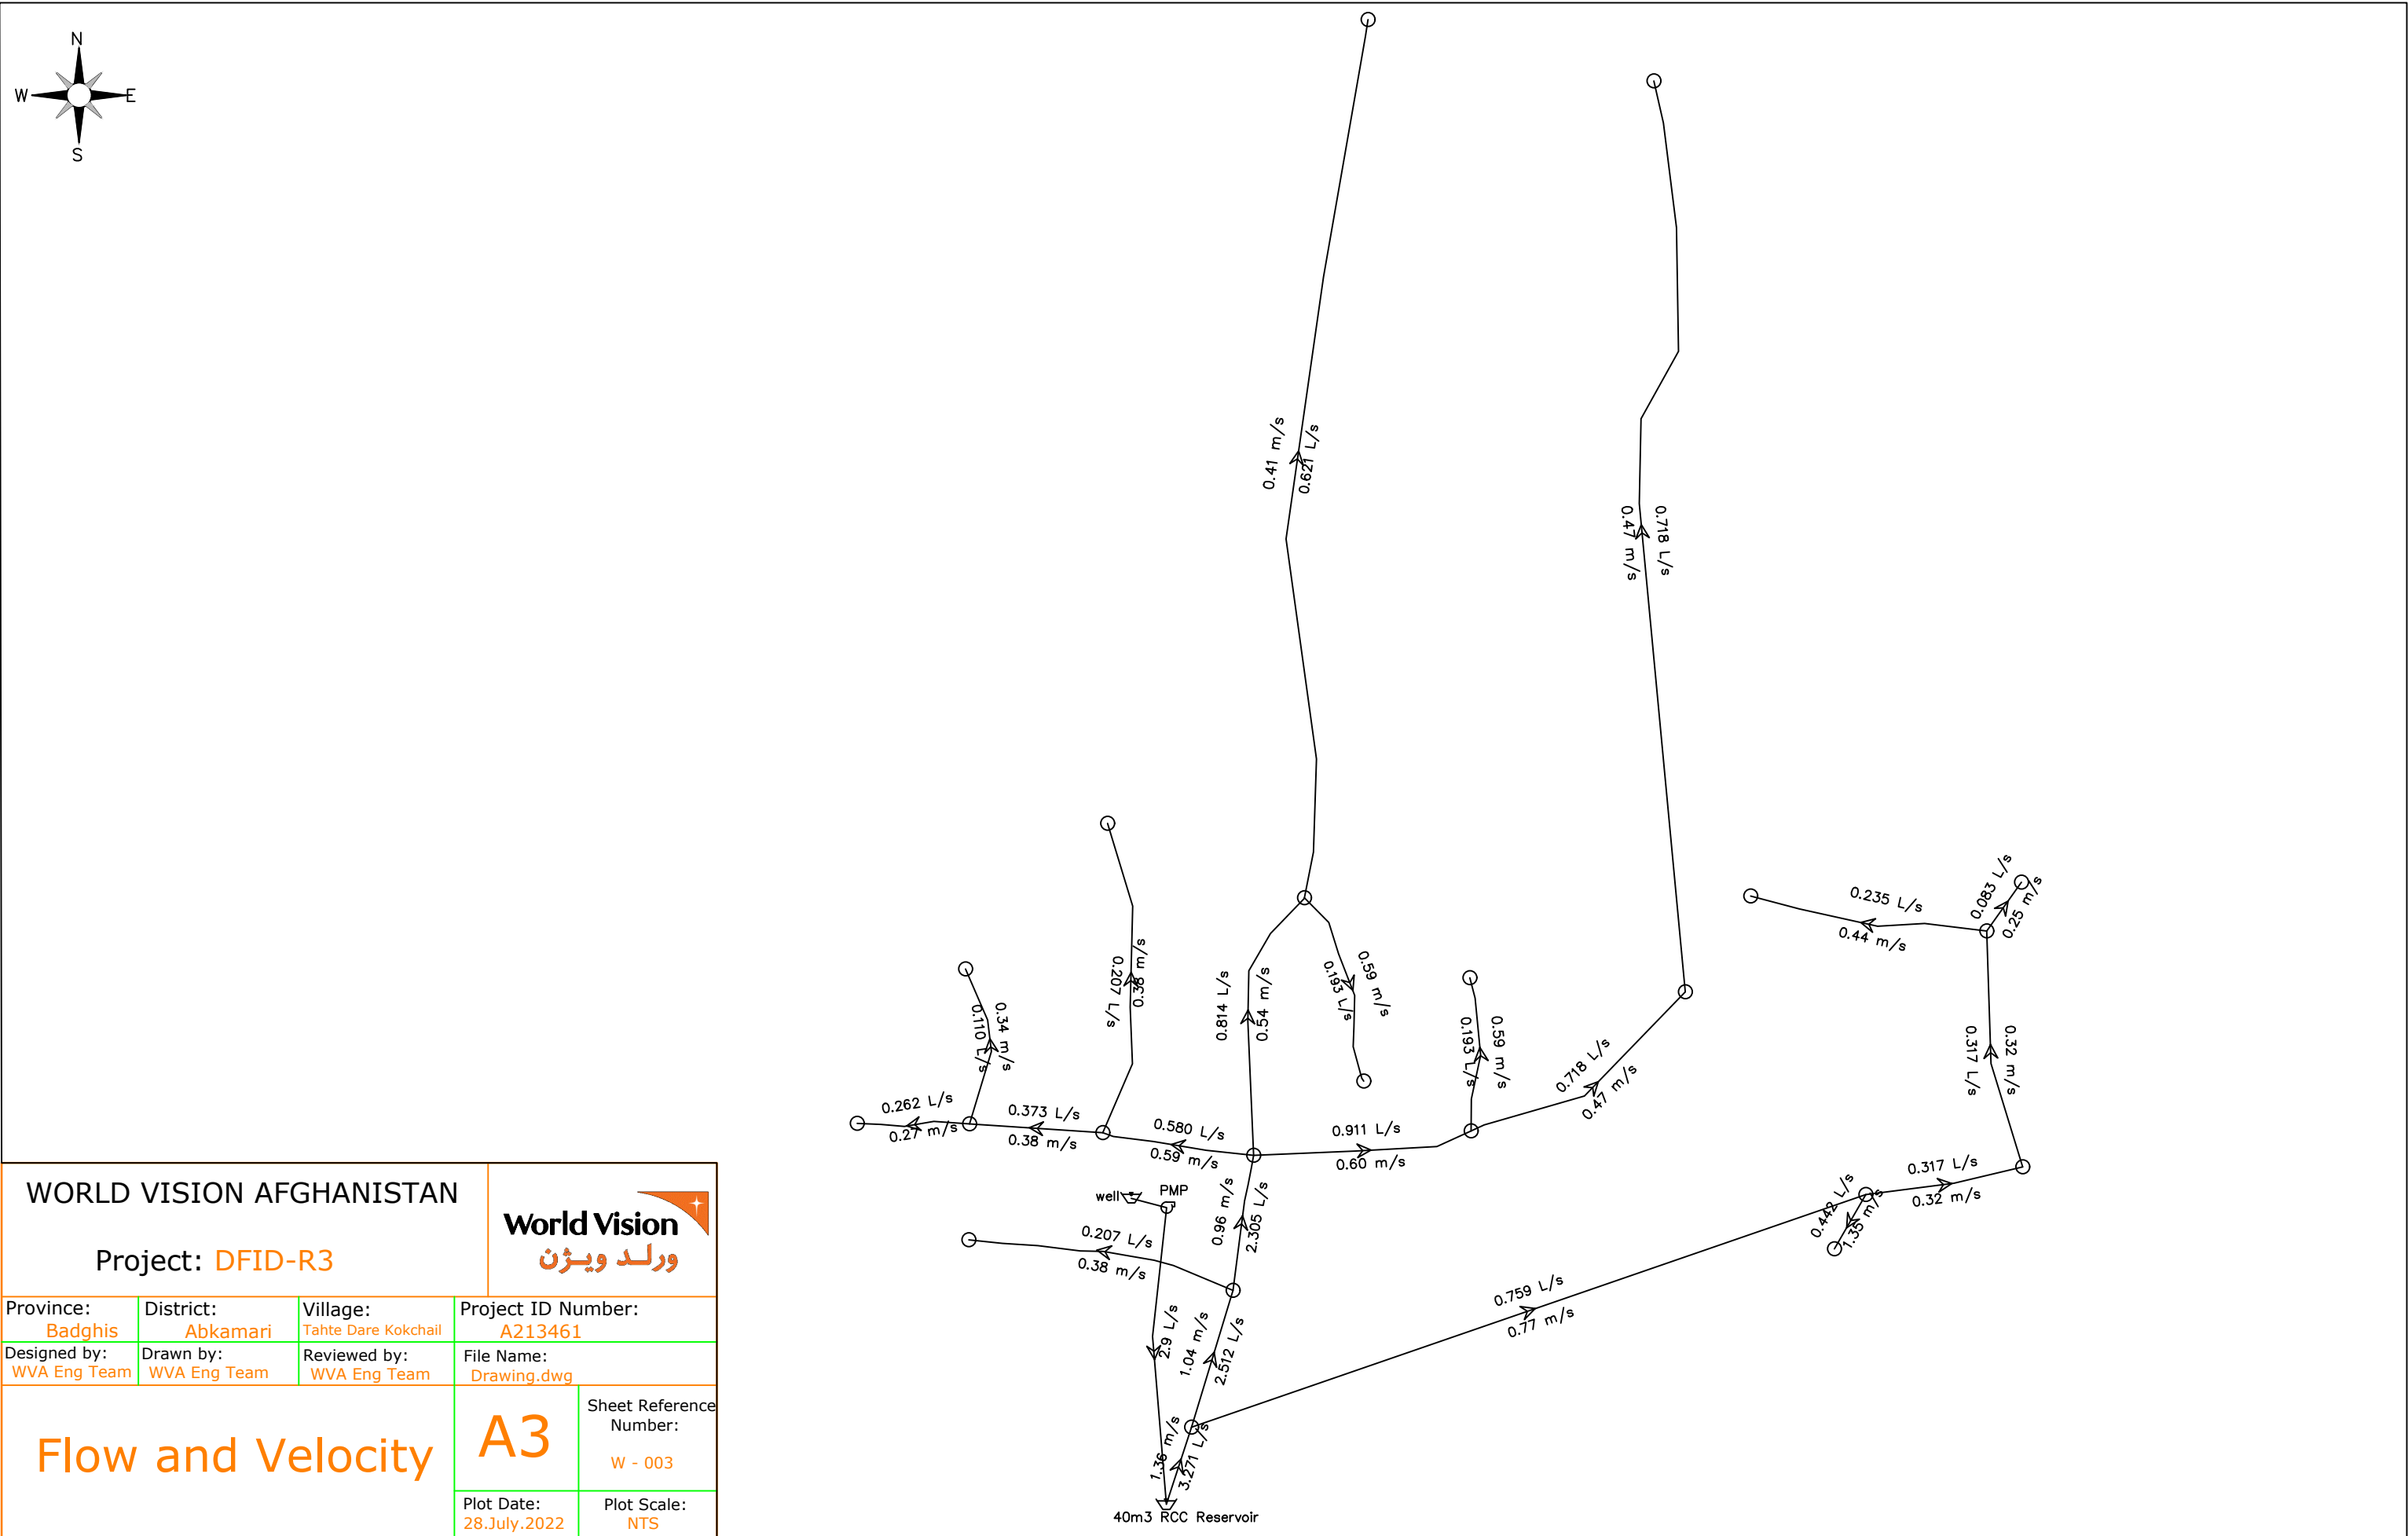 N
W E
S
0.41 m/s
0.621 L/s
0.47 m/s
0.718 L/s
0.235 L/s
0.44 m/s
0.083 L/s
0.25 m/s
0.207 L/s
0.38 m/s
0.814 L/s
0.54 m/s
0.193 L/s
0.59 m/s
0.110 L/s
0.34 m/s
0.193 L/s
0.59 m/s
0.718 L/s
0.47 m/s
0.317 L/s
0.32 m/s
0.262 L/s
0.27 m/s
0.373 L/s
0.38 m/s
0.580 L/s
0.59 m/s
0.911 L/s
0.60 m/s
0.317 L/s
0.32 m/s
0.442 L/s
1.35 m/s
well
PMP
0.96 m/s
2.305 L/s
0.207 L/s
0.38 m/s
0.759 L/s
0.77 m/s
2.9 L/s
1.04 m/s
2.512 L/s
1.36 m/s
3.271 L/s
40m3 RCC Reservoir
WORLD VISION AFGHANISTAN
Project: DFID-R3
World Vision
ورلد ویژن
Province:
Badghis
District:
Abkamari
Village:
Tahte Dare Kokchail
Project ID Number:
A213461
Designed by:
WVA Eng Team
Drawn by:
WVA Eng Team
Reviewed by:
WVA Eng Team
File Name:
Drawing.dwg
Flow and Velocity
A3
Sheet Reference
Number:
W - 003
Plot Date:
28.July.2022
Plot Scale:
NTS